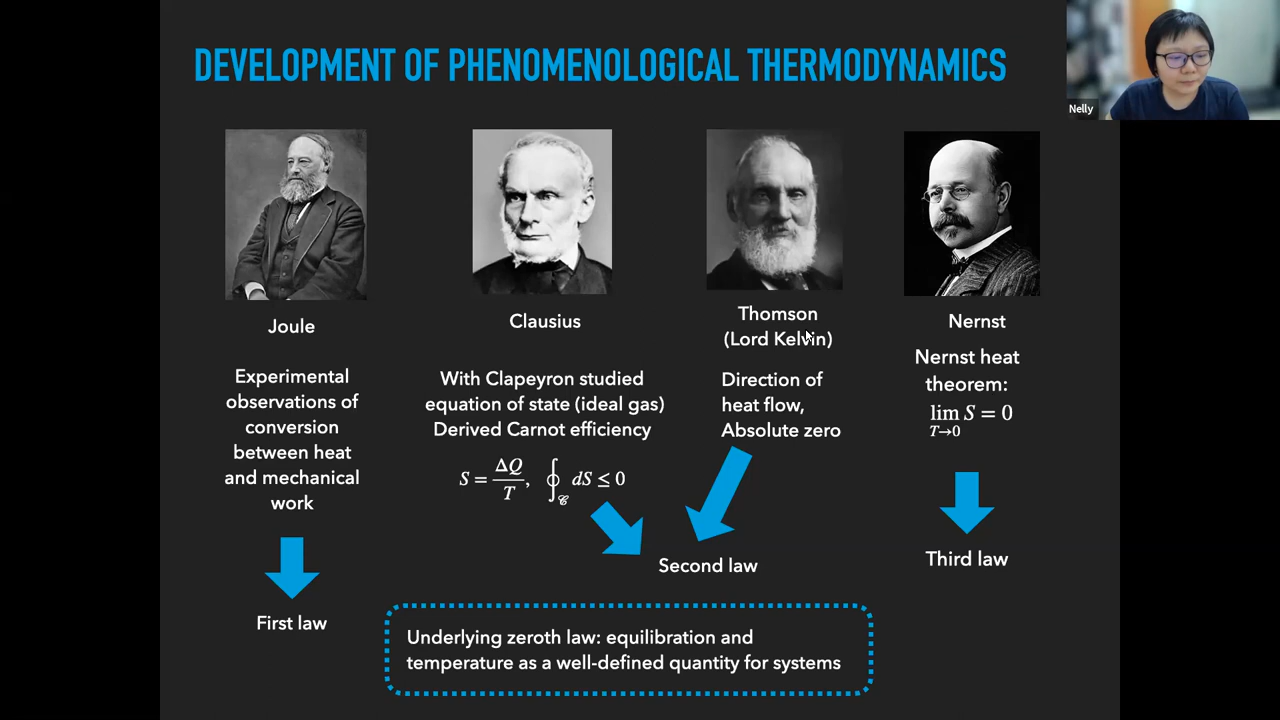 DEVELOPMENT OF PHENOMENOLOGICAL THERMODYNAMICS
Nelly
Joule
Experimental
observations of
conversion
between heat
and mechanical
work
First law
Clausius
With Clapeyron studied
equation of state (ideal gas)
Derived Carnot efficiency
S = ΔQ/T, ∮_𝒞 dS ≤ 0
Thomson
(Lord Kelvin)
Direction of
heat flow,
Absolute zero
Second law
Nernst
Nernst heat
theorem:
lim S = 0
T→0
Third law
Underlying zeroth law: equilibration and
temperature as a well-defined quantity for systems